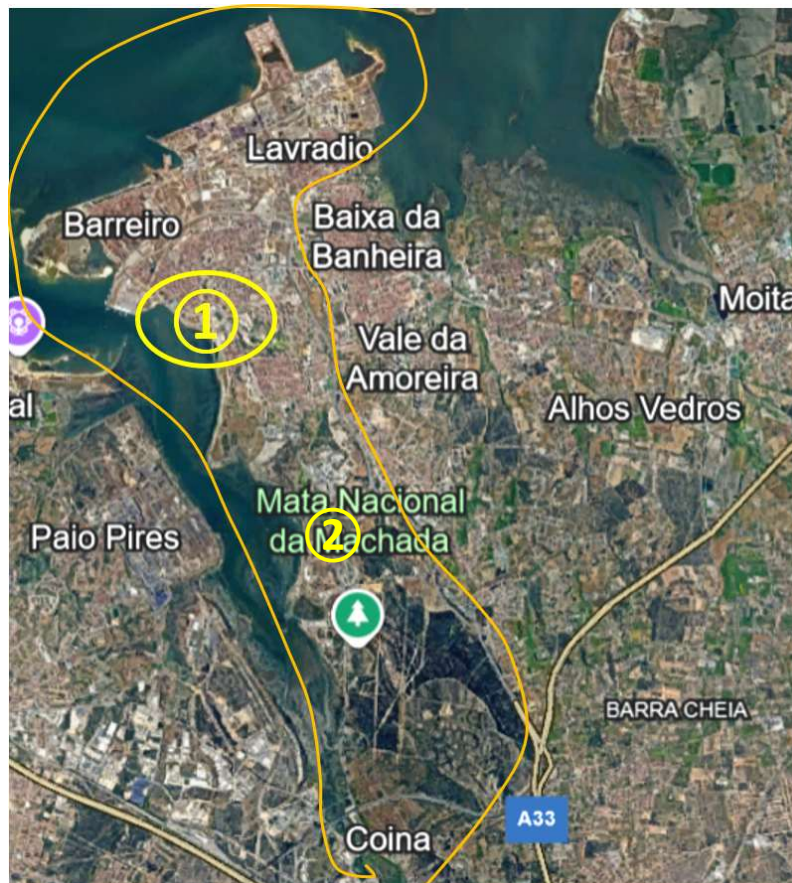 Lavradio
Barreiro
Baixa da
Banheira
1
Moita
Vale da
Amoreira
al
Alhos Vedros
Mata Nacional
da Machada
2
Paio Pires
BARRA CHEIA
A33
Coina